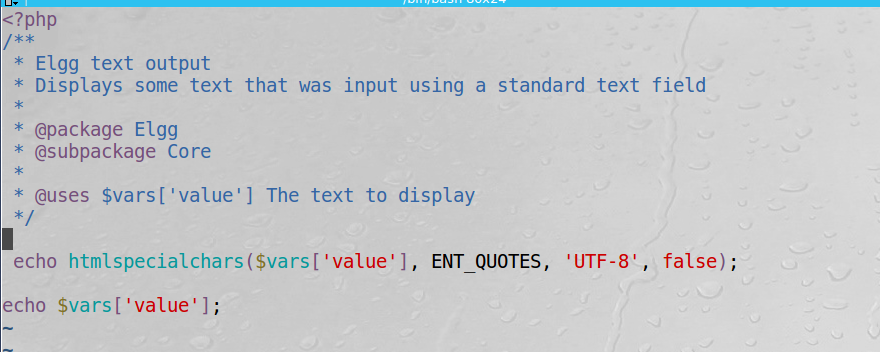 /bin/bash 80x24
<?php
/**
 * Elgg text output
 * Displays some text that was input using a standard text field
 *
 * @package Elgg
 * @subpackage Core
 *
 * @uses $vars['value'] The text to display
 */
 echo htmlspecialchars($vars['value'], ENT_QUOTES, 'UTF-8', false);
echo $vars['value'];
~
~